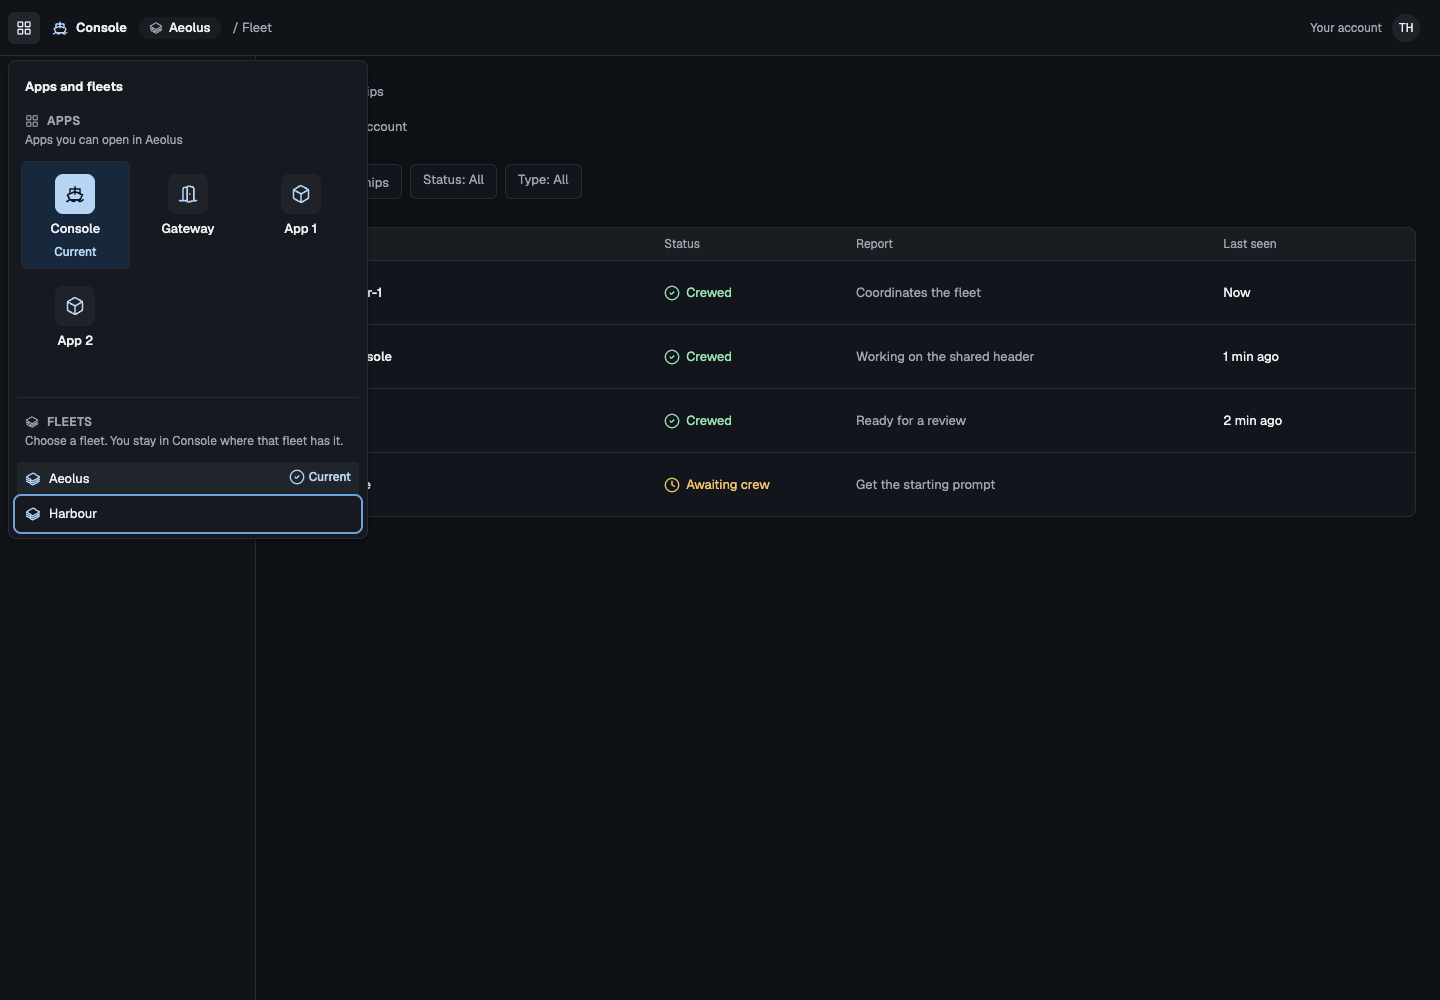 Console
Aeolus
/ Fleet
Your account
TH
Apps and fleets
APPS
Apps you can open in Aeolus
Console
Current
Gateway
App 1
App 2
FLEETS
Choose a fleet. You stay in Console where that fleet has it.
Aeolus
Current
Harbour
Status: All
Type: All
Status
Report
Last seen
Crewed
Coordinates the fleet
Now
Crewed
Working on the shared header
1 min ago
Crewed
Ready for a review
2 min ago
Awaiting crew
Get the starting prompt